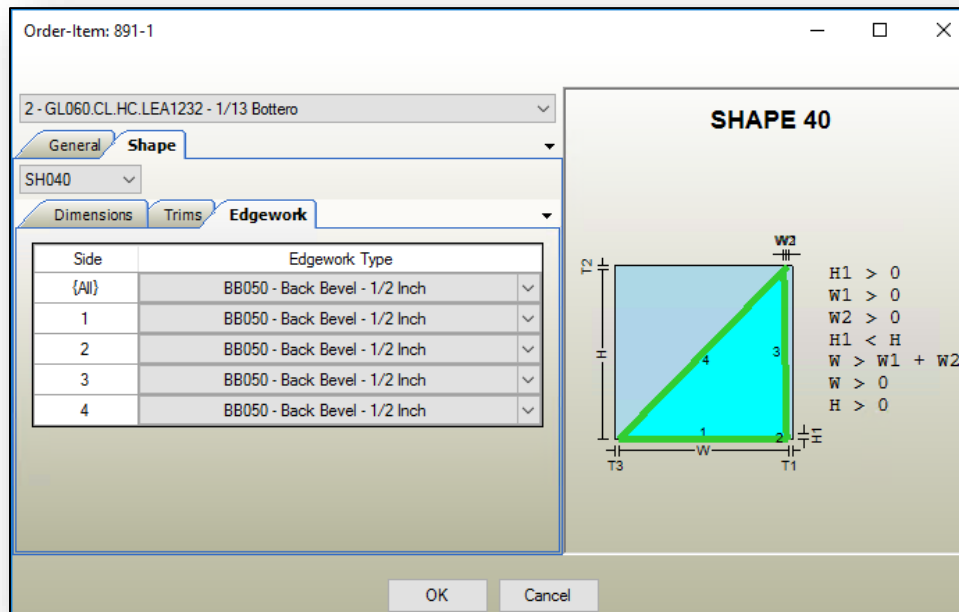 Order-Item: 891-1
2 - GL060.CL.HC.LEA1232 - 1/13 Bottero
General Shape
SH040
Dimensions Trims Edgework
Side Edgework Type
{All} BB050 - Back Bevel - 1/2 Inch
1 BB050 - Back Bevel - 1/2 Inch
2 BB050 - Back Bevel - 1/2 Inch
3 BB050 - Back Bevel - 1/2 Inch
4 BB050 - Back Bevel - 1/2 Inch
SHAPE 40
T2
H
4
3
1
2
H1
W
T3
T1
H1 > 0
W1 > 0
W2 > 0
H1 < H
W > W1 + W2
W > 0
H > 0
OK Cancel